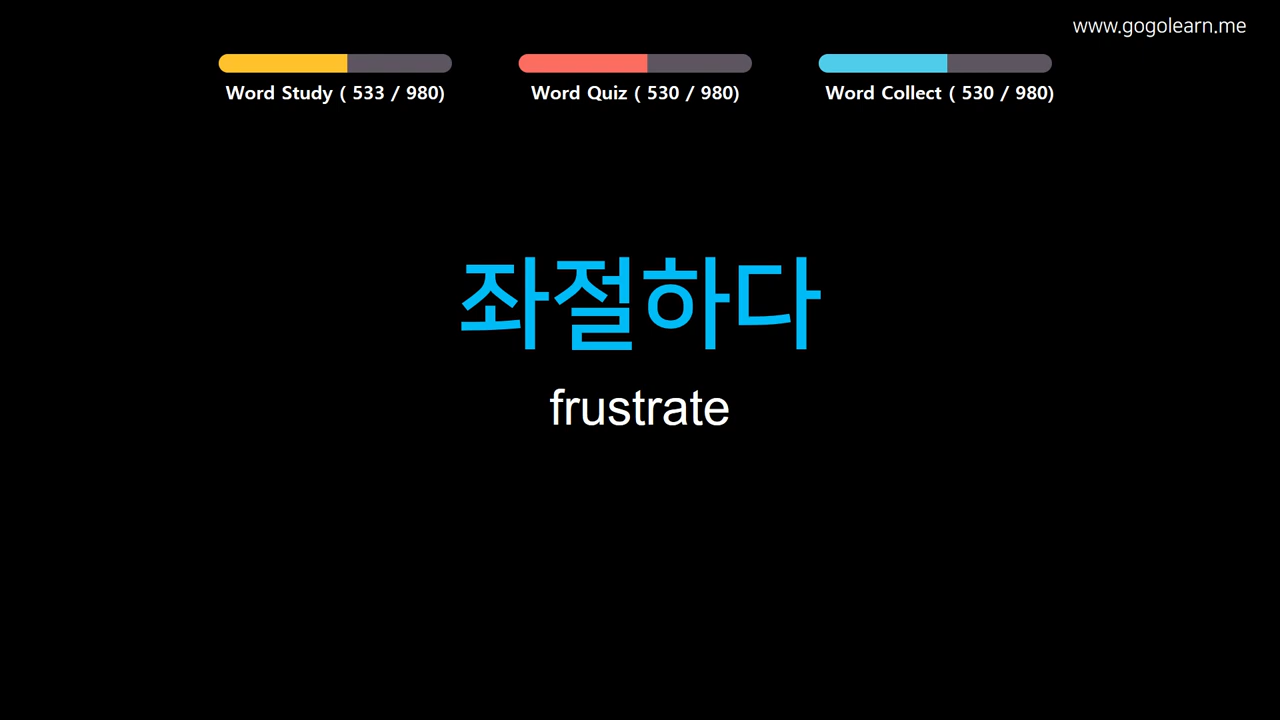 www.gogolearn.me
Word Study ( 533 / 980)
Word Quiz ( 530 / 980)
Word Collect ( 530 / 980)
좌절하다
frustrate